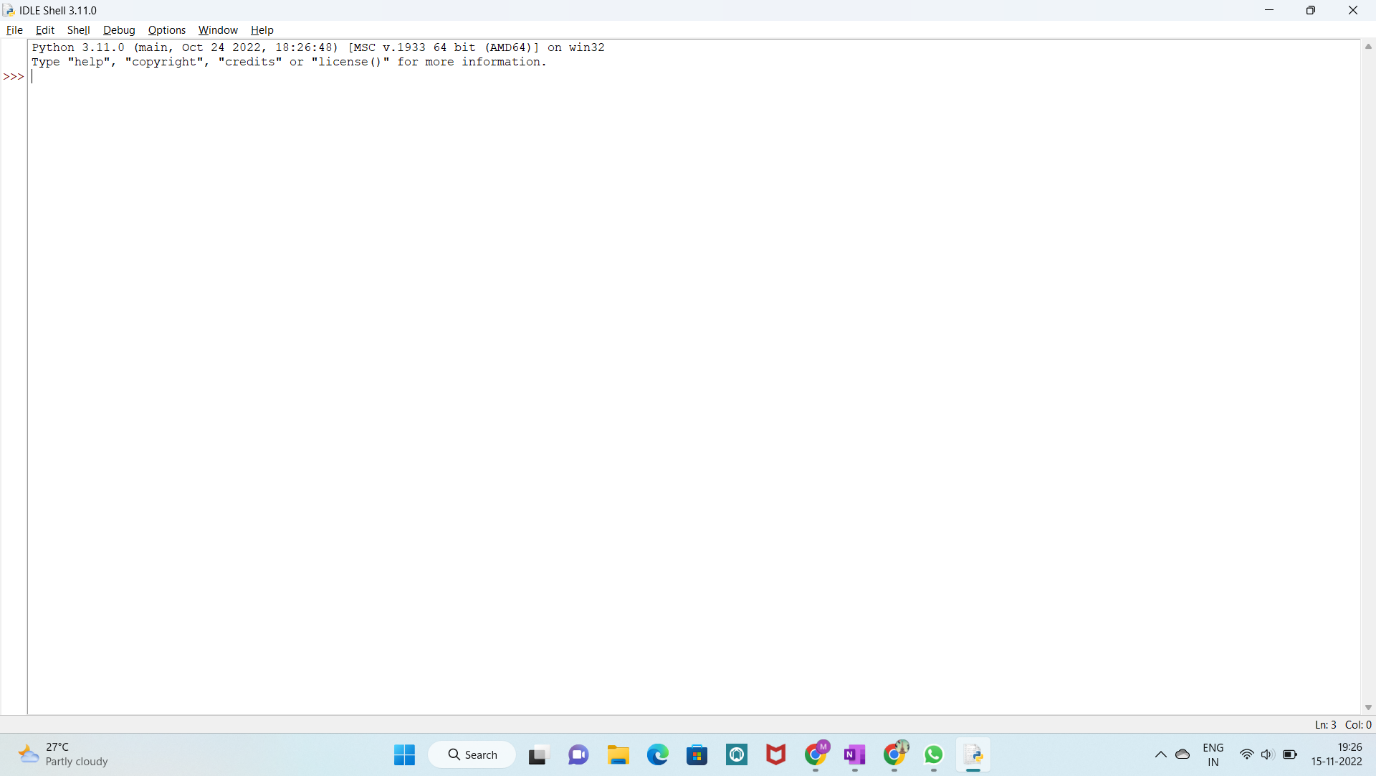 IDLE Shell 3.11.0
File Edit Shell Debug Options Window Help
Python 3.11.0 (main, Oct 24 2022, 18:26:48) [MSC v.1933 64 bit (AMD64)] on win32
Type "help", "copyright", "credits" or "license()" for more information.
>>>
Ln: 3 Col: 0
27°C
Partly cloudy
Search
M
N
ENG
IN
19:26
15-11-2022